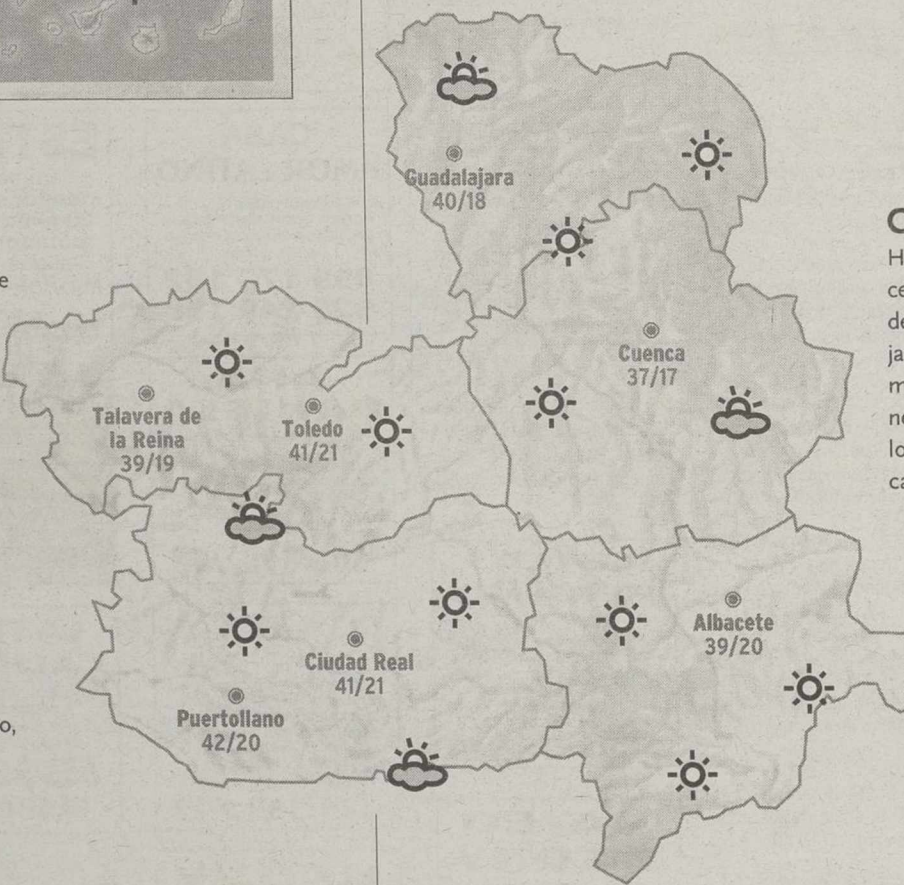 Guadalajara
40/18
Cuenca
37/17
Talavera de
la Reina
39/19
Toledo
41/21
Ciudad Real
41/21
Puertollano
42/20
Albacete
39/20